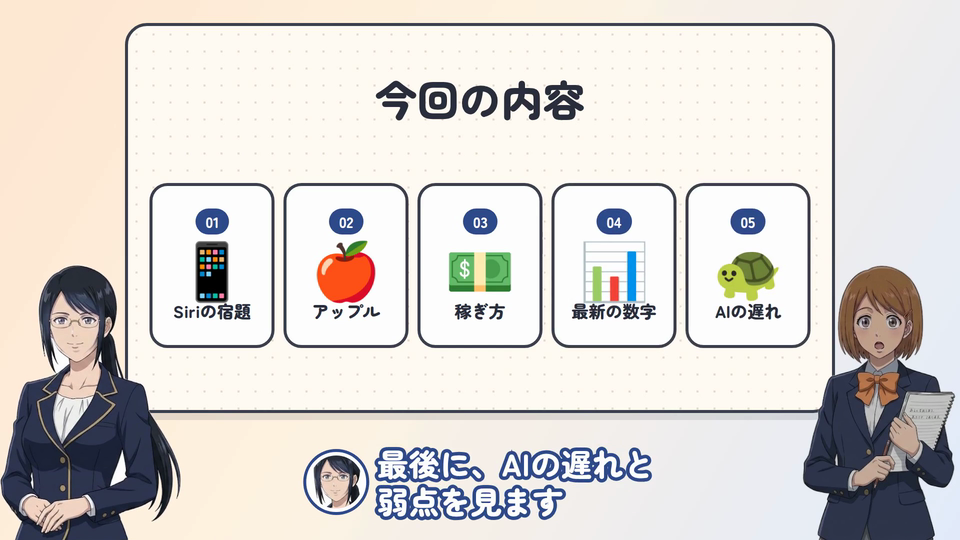 今回の内容
01
Siriの宿題
02
アップル
03
稼ぎ方
04
最新の数字
05
AIの遅れ
最後に、AIの遅れと
弱点を見ます